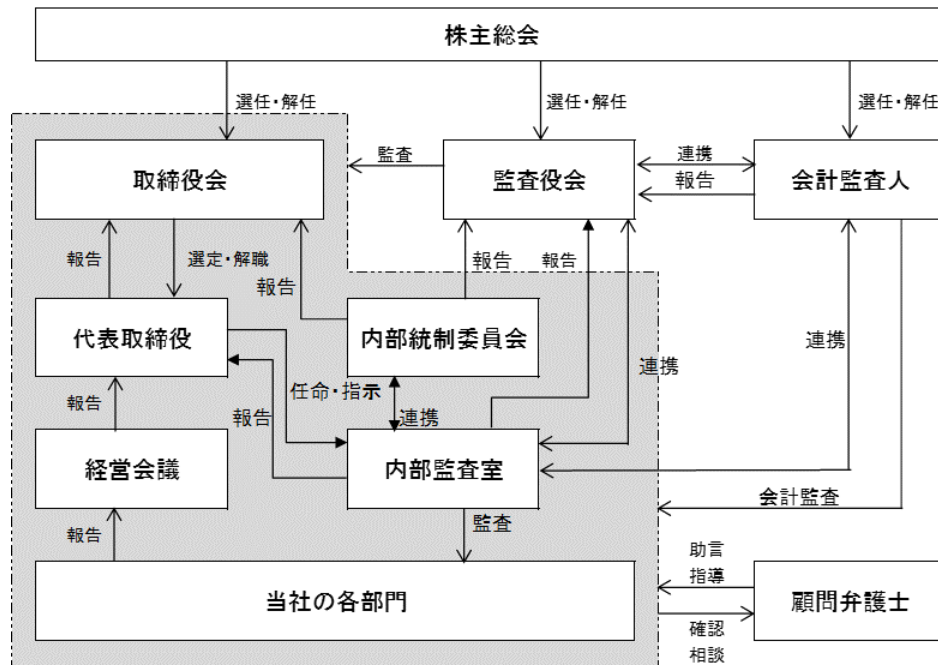 株主総会
選任・解任
選任・解任
選任・解任
取締役会
監査
監査役会
連携
報告
会計監査人
報告
選定・解職
報告
報告
報告
代表取締役
内部統制委員会
連携
連携
任命・指示
報告
連携
報告
経営会議
内部監査室
会計監査
報告
監査
助言
指導
当社の各部門
顧問弁護士
確認
相談